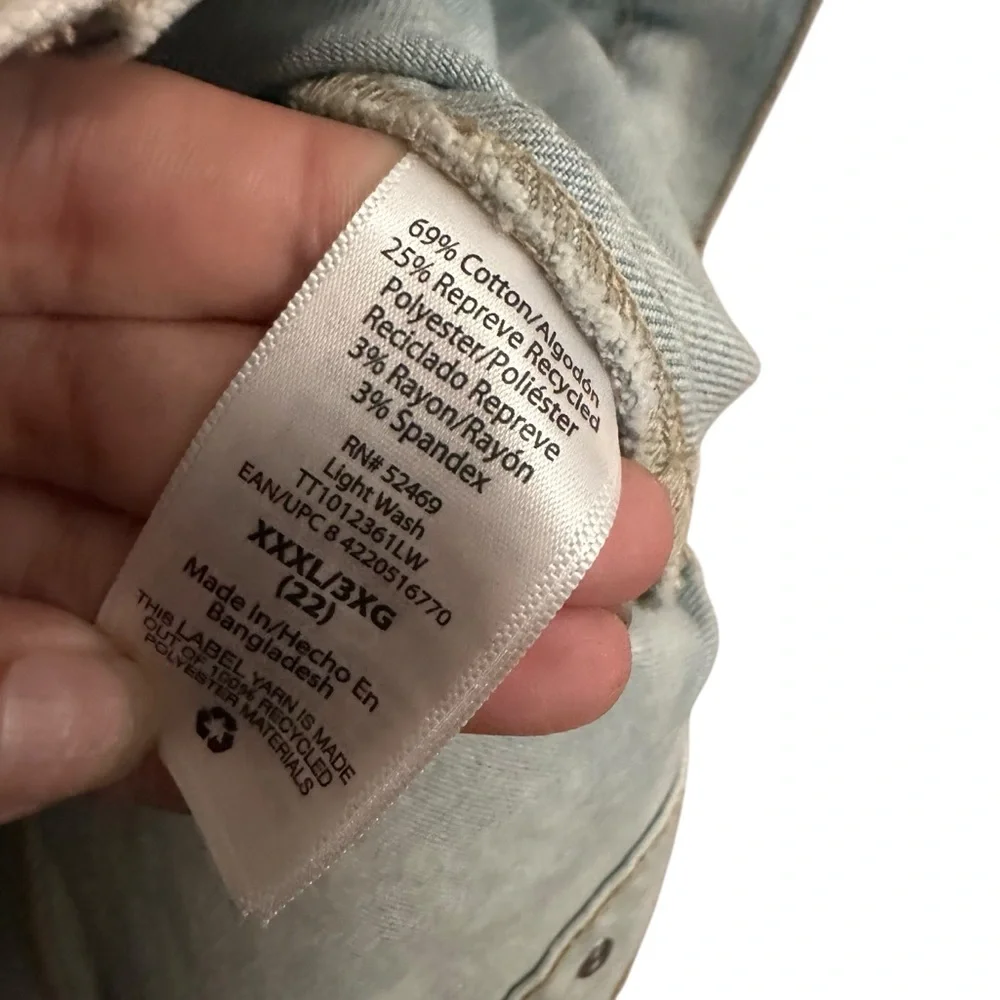 69% Cotton/Algodón
25% Repreve Recycled
Polyester/Poliéster
Reciclado Repreve
3% Rayon/Rayón
3% Spandex
RN# 52469
Light Wash
TT1012361LW
EAN/UPC 8 4220516770
XXXL/3XG
(22)
Made In/Hecho En
Bangladesh
THIS LABEL YARN IS MADE
OUT OF 100% RECYCLED
POLYESTER MATERIALS